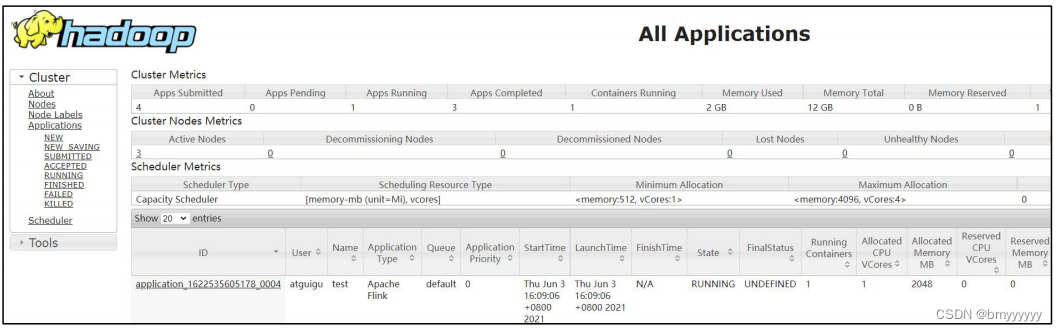 hadoop
All Applications
Cluster
About
Nodes
Node Labels
Applications
NEW
NEW_SAVING
SUBMITTED
ACCEPTED
RUNNING
FINISHED
FAILED
KILLED
Scheduler
Tools
Cluster Metrics
Apps Submitted Apps Pending Apps Running Apps Completed Containers Running Memory Used Memory Total Memory Reserved
4 0 1 3 1 2 GB 12 GB 0 B 1
Cluster Nodes Metrics
Active Nodes Decommissioning Nodes Decommissioned Nodes Lost Nodes Unhealthy Nodes
3 0 0 0 0 0
Scheduler Metrics
Scheduler Type Scheduling Resource Type Minimum Allocation Maximum Allocation
Capacity Scheduler [memory-mb (unit=Mi), vcores] <memory:512, vCores:1> <memory:4096, vCores:4> 0
Show 20 entries
ID User Name Application Type Queue Application Priority StartTime LaunchTime FinishTime State FinalStatus Running Containers Allocated CPU VCores Allocated Memory MB Reserved CPU VCores Reserved Memory MB
application_1622535605178_0004 atguigu test Apache Flink default 0 Thu Jun 3 16:09:06 +0800 2021 Thu Jun 3 16:09:06 +0800 2021 N/A RUNNING UNDEFINED 1 1 2048 0 0
CSDN @bmyyyyyy